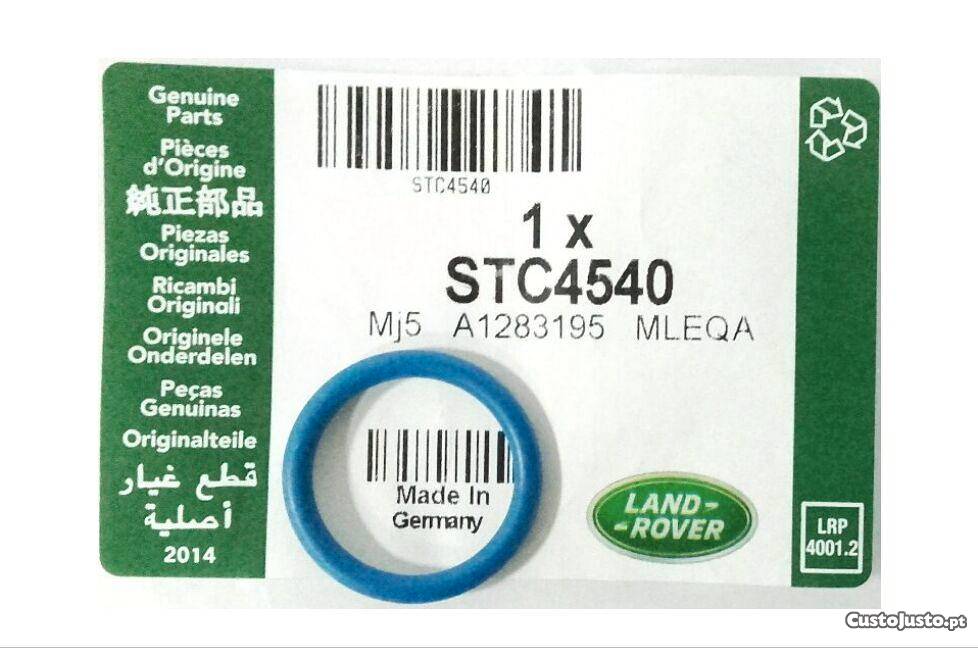 Genuine
Parts
Pièces
d'Origine
純正部品
Piezas
Originales
Ricambi
Originali
Originele
Onderdelen
Peças
Genuinas
Originalteile
قطع غيار
أصلية
2014
STC4540
1 x
STC4540
Mj5 A1283195 MLEQA
Made In
Germany
LAND-
-ROVER
LRP
4001.2
CustoJusto.pt